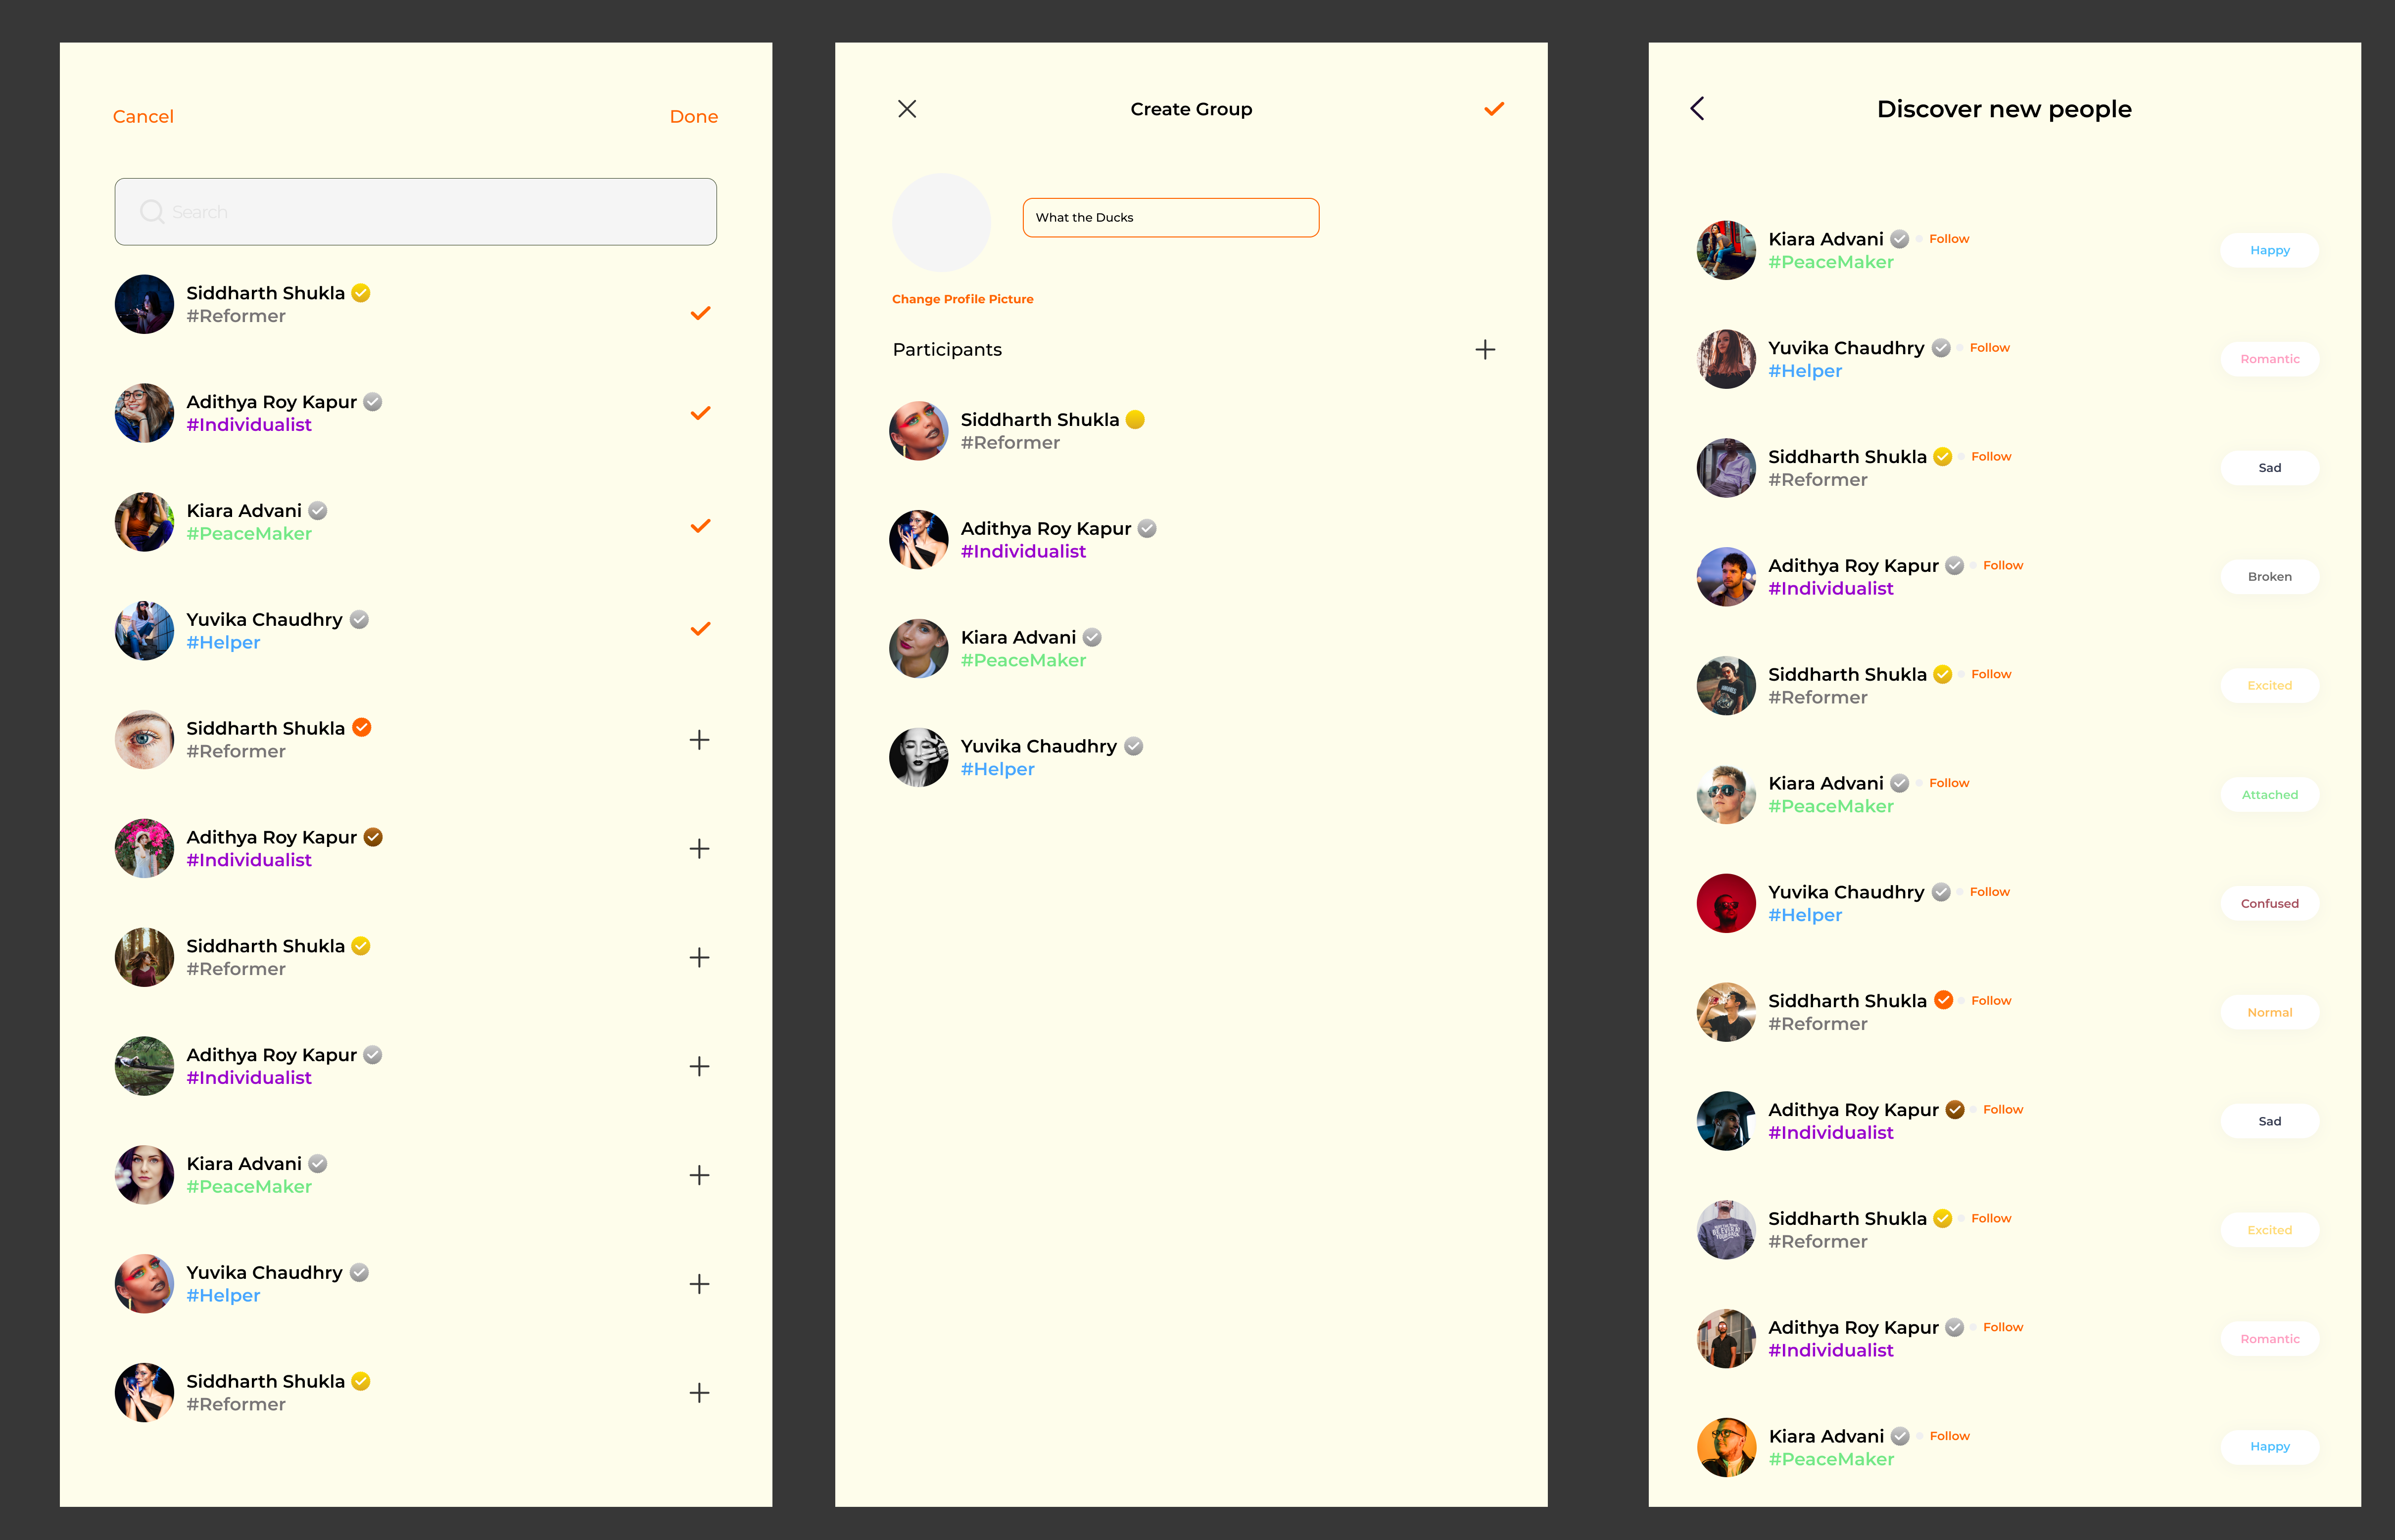 Cancel
Done
Search
Siddharth Shukla
#Reformer
Adithya Roy Kapur
#Individualist
Kiara Advani
#PeaceMaker
Yuvika Chaudhry
#Helper
Siddharth Shukla
#Reformer
Adithya Roy Kapur
#Individualist
Siddharth Shukla
#Reformer
Adithya Roy Kapur
#Individualist
Kiara Advani
#PeaceMaker
Yuvika Chaudhry
#Helper
Siddharth Shukla
#Reformer
Create Group
What the Ducks
Change Profile Picture
Participants
Siddharth Shukla
#Reformer
Adithya Roy Kapur
#Individualist
Kiara Advani
#PeaceMaker
Yuvika Chaudhry
#Helper
Discover new people
Kiara Advani Follow
#PeaceMaker
Happy
Yuvika Chaudhry Follow
#Helper
Romantic
Siddharth Shukla Follow
#Reformer
Sad
Adithya Roy Kapur Follow
#Individualist
Broken
Siddharth Shukla Follow
#Reformer
Excited
Kiara Advani Follow
#PeaceMaker
Attached
Yuvika Chaudhry Follow
#Helper
Confused
Siddharth Shukla Follow
#Reformer
Normal
Adithya Roy Kapur Follow
#Individualist
Sad
Siddharth Shukla Follow
#Reformer
Excited
Adithya Roy Kapur Follow
#Individualist
Romantic
Kiara Advani Follow
#PeaceMaker
Happy